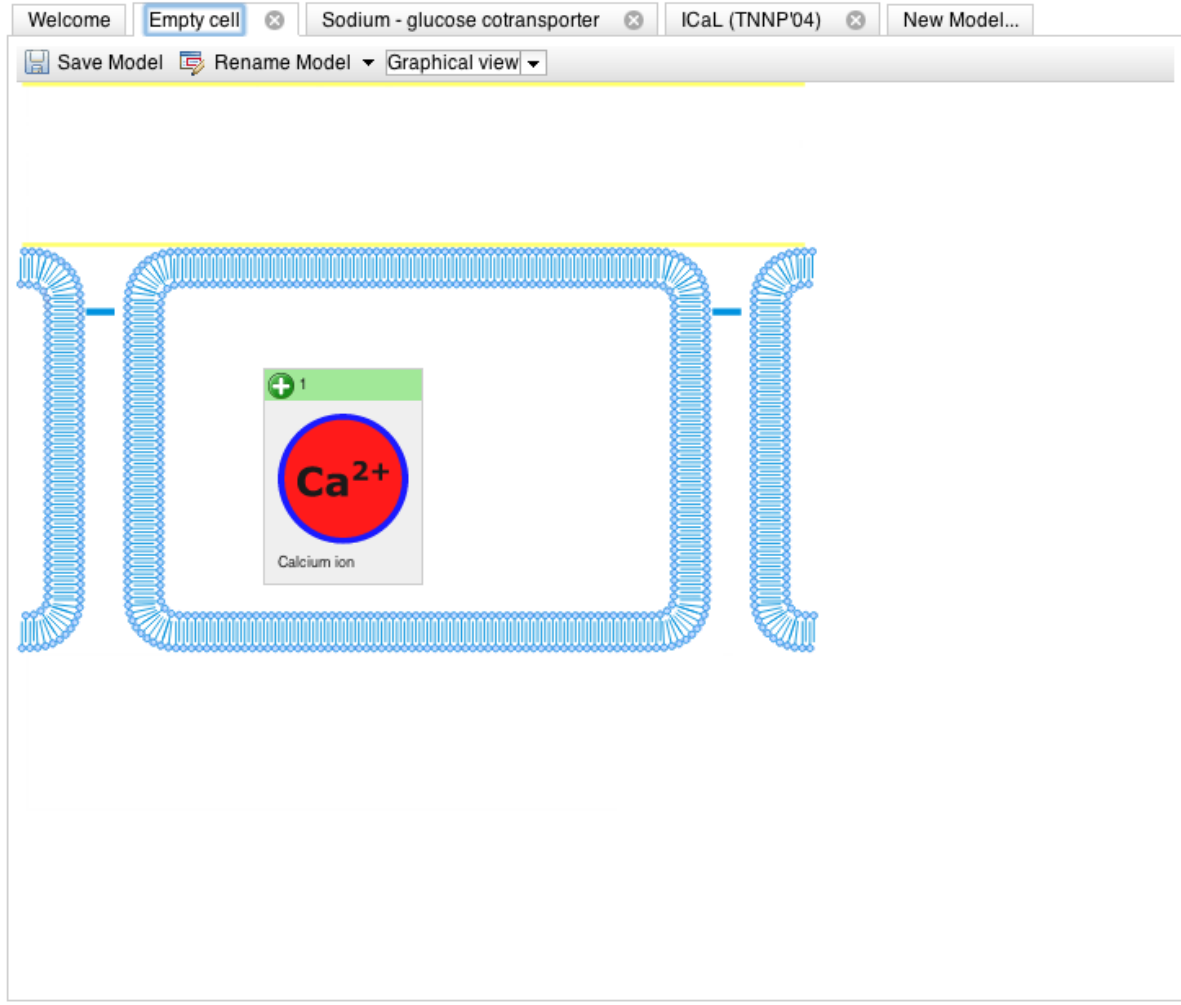 Welcome Empty cell Sodium - glucose cotransporter ICaL (TNNP'04) New Model...
Save Model Rename Model Graphical view
1
Ca²⁺
Calcium ion